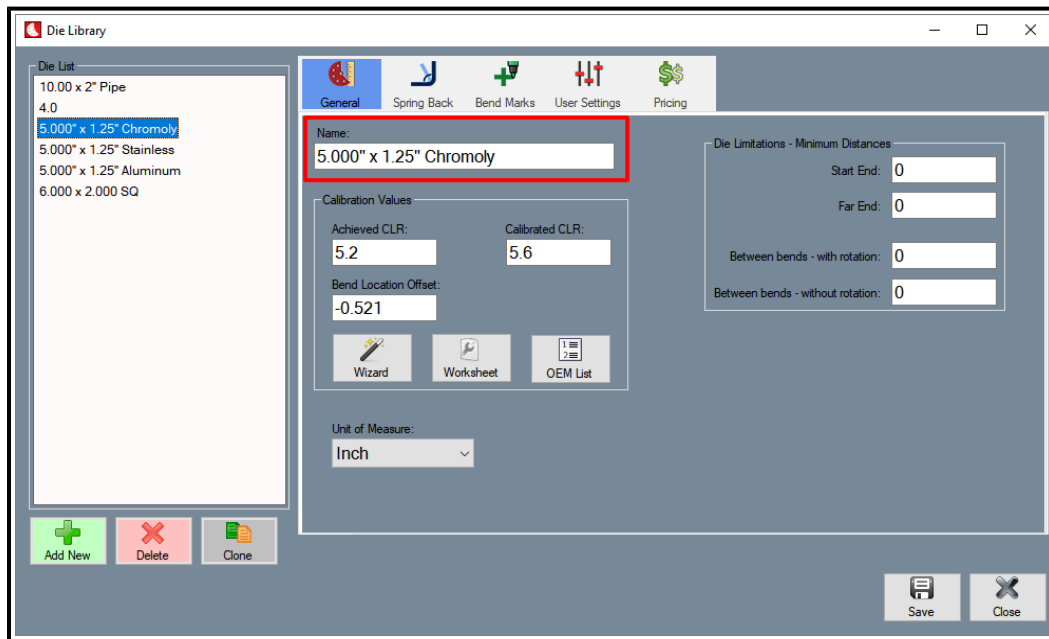 Die Library
Die List
10.00 x 2" Pipe
4.0
5.000" x 1.25" Chromoly
5.000" x 1.25" Stainless
5.000" x 1.25" Aluminum
6.000 x 2.000 SQ
Add New
Delete
Clone
General
Spring Back
Bend Marks
User Settings
Pricing
Name:
5.000" x 1.25" Chromoly
Calibration Values
Achieved CLR:
Calibrated CLR:
5.2
5.6
Bend Location Offset:
-0.521
Wizard
Worksheet
OEM List
Unit of Measure:
Inch
Die Limitations - Minimum Distances
Start End: 0
Far End: 0
Between bends - with rotation: 0
Between bends - without rotation: 0
Save
Close